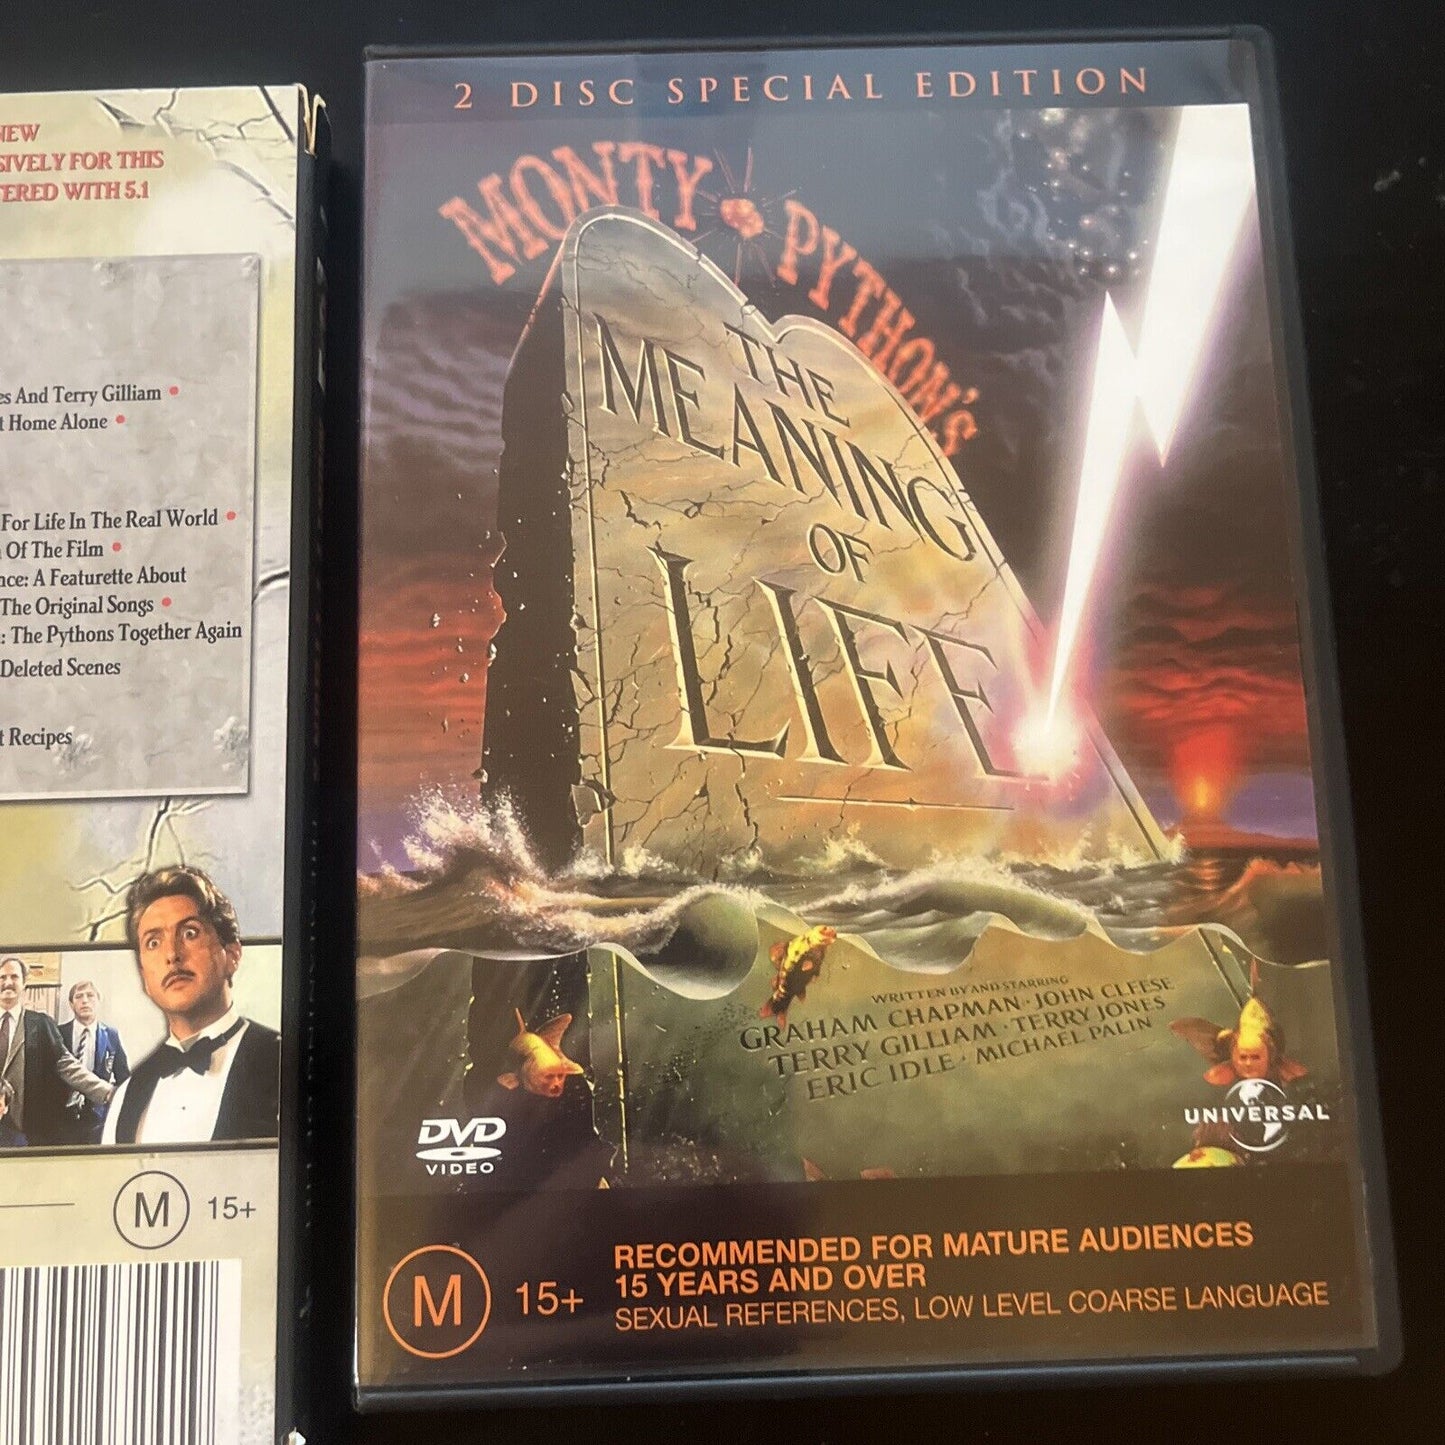 NEW
SIVELY FOR THIS
TERED WITH 5.1
es And Terry Gilliam •
t Home Alone •
For Life In The Real World •
Of The Film •
nce: A Featurette About
The Original Songs •
: The Pythons Together Again
Deleted Scenes
t Recipes
M 15+
2 DISC SPECIAL EDITION
MONTY PYTHON'S
THE
MEANING
OF
LIFE
WRITTEN BY AND STARRING
GRAHAM CHAPMAN · JOHN CLEESE
TERRY GILLIAM · TERRY JONES
ERIC IDLE · MICHAEL PALIN
DVD
VIDEO
UNIVERSAL
M 15+
RECOMMENDED FOR MATURE AUDIENCES
15 YEARS AND OVER
SEXUAL REFERENCES, LOW LEVEL COARSE LANGUAGE